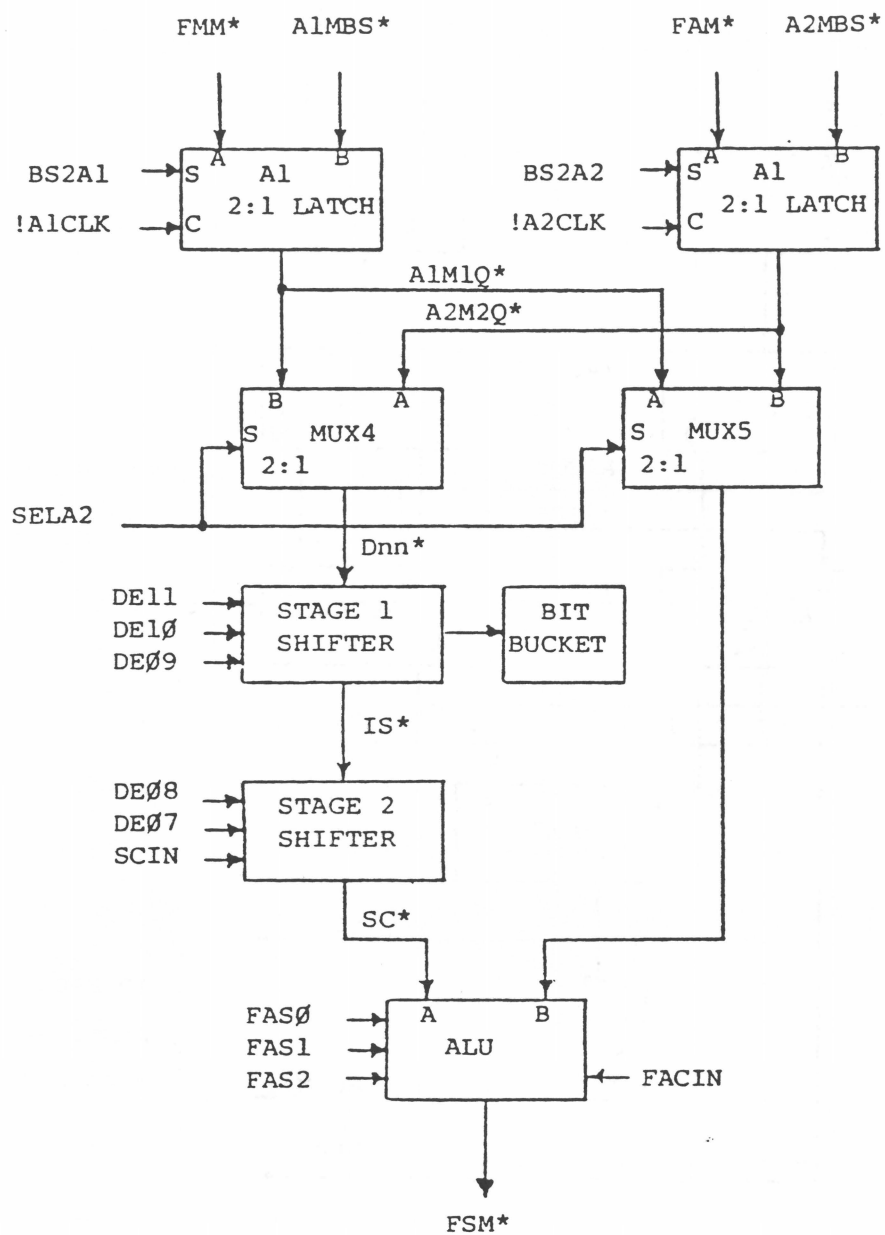 FMM* A1MBS* FAM* A2MBS*
A B A B
BS2A1 S A1 BS2A2 S A1
2:1 LATCH 2:1 LATCH
!A1CLK C !A2CLK C
A1M1Q*
A2M2Q*
B A A B
S MUX4 S MUX5
2:1 2:1
SELA2
Dnn*
DE11 STAGE 1 BIT
DE1Ø SHIFTER BUCKET
DEØ9
IS*
DEØ8 STAGE 2
DEØ7 SHIFTER
SCIN
SC*
FASØ A B
FAS1 ALU
FAS2 FACIN
FSM*